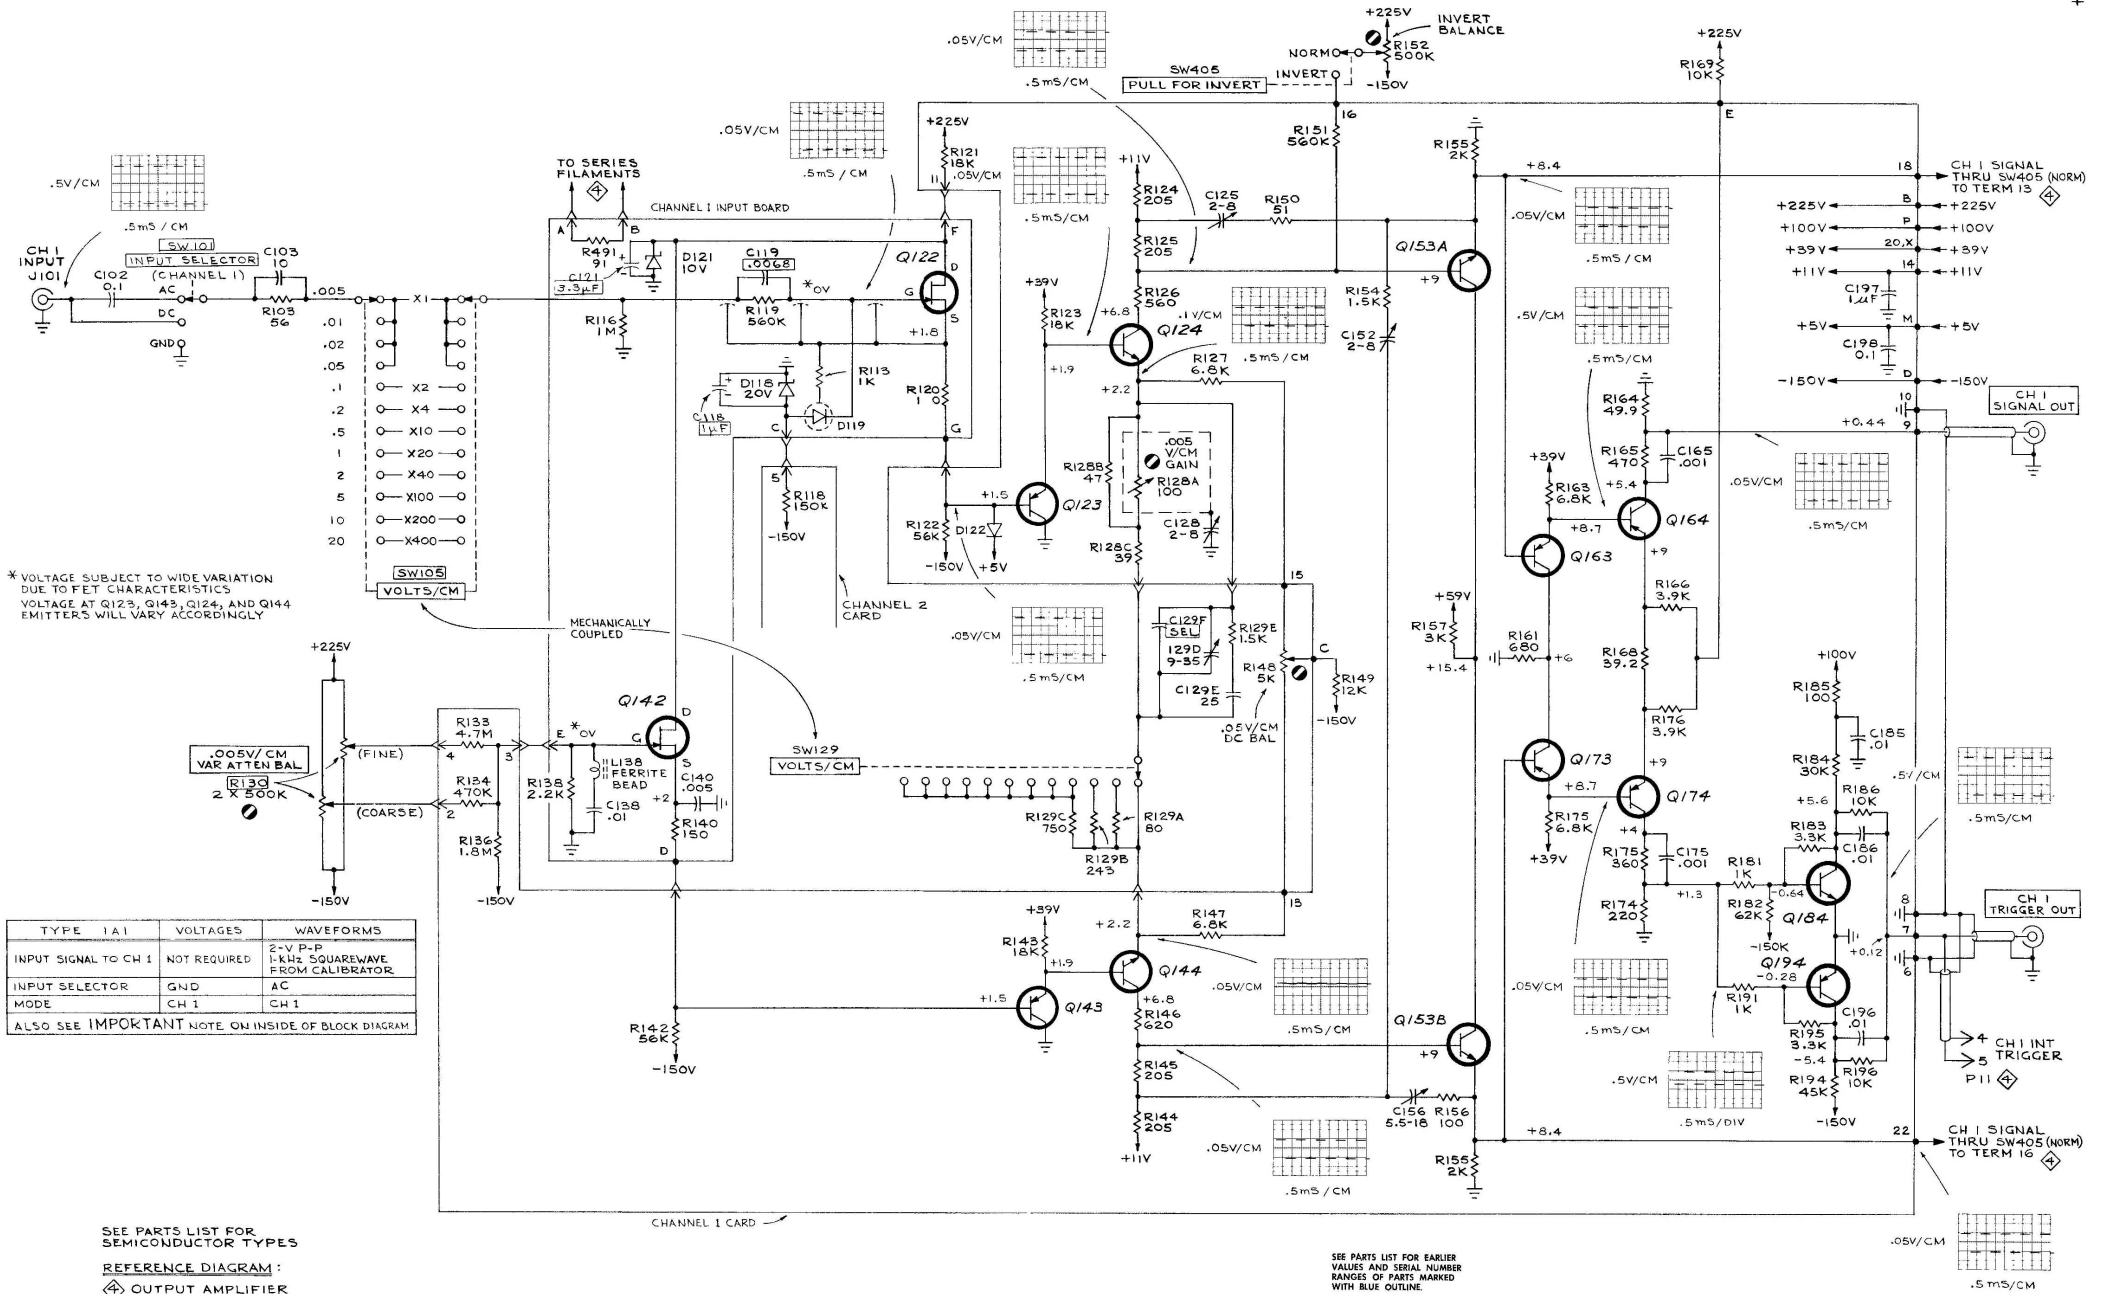 +225V
INVERT
BALANCE
R152
500K
-150V
NORM
INVERT
SW405
PULL FOR INVERT
16
R151
560K
+225V
R169
10K
E
.05V/CM
.5mS/CM
.05V/CM
.5mS / CM
.5V/CM
.5mS / CM
CH 1
INPUT
J101
C102
0.1
SW101
INPUT SELECTOR
(CHANNEL 1)
AC
DC
GND
C103
10
R103
56
.005
X1
.01
.02
.05
.1
X2
.2
X4
.5
X10
1
X20
2
X40
5
X100
10
X200
20
X400
SW105
VOLTS/CM
MECHANICALLY
COUPLED
* VOLTAGE SUBJECT TO WIDE VARIATION
DUE TO FET CHARACTERISTICS
VOLTAGE AT Q123, Q143, Q124, AND Q144
EMITTERS WILL VARY ACCORDINGLY
TO SERIES
FILAMENTS
4
CHANNEL 1 INPUT BOARD
A
B
F
R491
91
C121
3.3µF
+
D121
10V
C119
.0068
R119
560K
*0V
R116
1M
Q122
D
G
S
+1.8
+225V
R121
18K
11
R113
1K
D118
20V
C118
1µF
+
-
D119
R120
C
G
5
R118
150K
-150V
CHANNEL 2
CARD
R122
56K
-150V
D122
+5V
+1.5
Q123
+39V
R123
18K
+1.9
.05V/CM
.5mS/CM
+11V
R124
205
R125
205
R126
560
+6.8
Q124
+2.2
C125
2-8
R150
51
.1V/CM
.5mS/CM
R127
6.8K
R128B
47
.005
V/CM
GAIN
R128A
100
R128C
39
C128
2-8
.05V/CM
.5mS/CM
C129F
SEL
129D
9-35
R129E
1.5K
C129E
25
R148
5K
.05V/CM
DC BAL
15
C
R149
12K
-150V
R154
1.5K
C152
2-8
R155
2K
Q153A
+9
+8.4
18
CH 1 SIGNAL
THRU SW405 (NORM)
TO TERM 13
4
.05V/CM
.5mS/CM
.5V/CM
.5mS/CM
+225V
B
+225V
+100V
P
+100V
+39V
20,X
+39V
+11V
14
+11V
C197
1µF
+5V
M
+5V
C198
0.1
-150V
D
-150V
10
9
CH 1
SIGNAL OUT
+0.44
.05V/CM
.5mS/CM
R164
49.9
R165
470
C165
.001
+5.4
Q164
+9
+39V
R163
6.8K
+8.7
Q163
R166
3.9K
R168
39.2
R176
3.9K
+59V
R157
3K
+15.4
R161
680
+6
Q173
+8.7
R175
6.8K
+39V
+9
Q174
+4
R175
360
C175
.001
+1.3
R174
220
R181
1K
R182
62K
-150K
-0.64
+100V
R185
100
C185
.01
R184
30K
+5.6
R186
10K
R183
3.3K
C186
.01
Q184
Q194
-0.28
R191
1K
R195
3.3K
C196
.01
-5.4
R196
10K
R194
45K
-150V
+0.12
.5V/CM
.5mS/CM
8
7
6
CH 1
TRIGGER OUT
4
5
CH 1 INT
TRIGGER
P11
4
.05V/CM
.5mS/CM
.5V/CM
.5mS/DIV
+225V
(FINE)
(COARSE)
.005V/CM
VAR ATTEN BAL
R130
2 X 500K
-150V
4
2
R133
4.7M
R134
470K
R136
1.8M
-150V
3
E
*0V
R138
2.2K
L138
FERRITE
BEAD
C138
.01
Q142
D
G
S
+2
C140
.005
R140
150
D
R142
56K
-150V
SW129
VOLTS/CM
R129C
750
R129B
243
R129A
80
13
+39V
R143
18K
+1.9
+1.5
Q143
+2.2
R147
6.8K
Q144
+6.8
R146
620
R145
205
R144
205
+11V
.05V/CM
.5mS/CM
.05V/CM
.5mS / CM
Q153B
+9
C156
5.5-18
R156
100
R155
2K
+8.4
22
CH 1 SIGNAL
THRU SW405 (NORM)
TO TERM 16
4
.05V/CM
.5mS/CM
TYPE 1A1 VOLTAGES WAVEFORMS
INPUT SIGNAL TO CH 1 NOT REQUIRED 2-V P-P
1-kHz SQUAREWAVE
FROM CALIBRATOR
INPUT SELECTOR GND AC
MODE CH 1 CH 1
ALSO SEE IMPORTANT NOTE ON INSIDE OF BLOCK DIAGRAM
CHANNEL 1 CARD
SEE PARTS LIST FOR
SEMICONDUCTOR TYPES
REFERENCE DIAGRAM :
4 OUTPUT AMPLIFIER
SEE PARTS LIST FOR EARLIER
VALUES AND SERIAL NUMBER
RANGES OF PARTS MARKED
WITH BLUE OUTLINE.